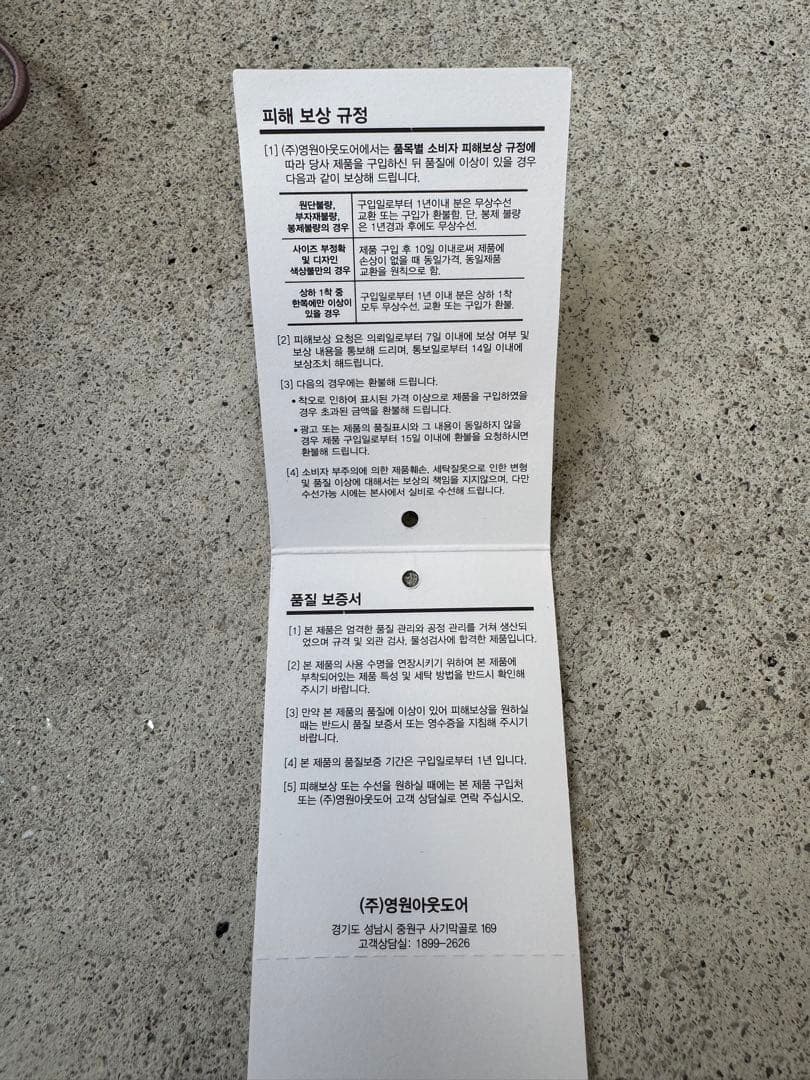 피해 보상 규정
[1] (주)영원아웃도어에서는 품목별 소비자 피해보상 규정에
따라 당사 제품을 구입하신 뒤 품질에 이상이 있을 경우
다음과 같이 보상해 드립니다.
원단불량,
부자재불량,
봉제불량의 경우
구입일로부터 1년이내 분은 무상수선
교환 또는 구입가 환불함. 단, 봉제 불량
은 1년경과 후에도 무상수선.
사이즈 부정확
및 디자인
색상불만의 경우
제품 구입 후 10일 이내로써 제품에
손상이 없을 때 동일가격, 동일제품
교환을 원칙으로 함.
상하 1착 중
한쪽에만 이상이
있을 경우
구입일로부터 1년 이내 분은 상하 1착
모두 무상수선, 교환 또는 구입가 환불.
[2] 피해보상 요청은 의뢰일로부터 7일 이내에 보상 여부 및
보상 내용을 통보해 드리며, 통보일로부터 14일 이내에
보상조치 해드립니다.
[3] 다음의 경우에는 환불해 드립니다.
• 착오로 인하여 표시된 가격 이상으로 제품을 구입하였을
경우 초과된 금액을 환불해 드립니다.
• 광고 또는 제품의 품질표시와 그 내용이 동일하지 않을
경우 제품 구입일로부터 15일 이내에 환불을 요청하시면
환불해 드립니다.
[4] 소비자 부주의에 의한 제품훼손, 세탁잘못으로 인한 변형
및 품질 이상에 대해서는 보상의 책임을 지지않으며, 다만
수선가능 시에는 본사에서 실비로 수선해 드립니다.
품질 보증서
[1] 본 제품은 엄격한 품질 관리와 공정 관리를 거쳐 생산되
었으며 규격 및 외관 검사, 물성검사에 합격한 제품입니다.
[2] 본 제품의 사용 수명을 연장시키기 위하여 본 제품에
부착되어있는 제품 특성 및 세탁 방법을 반드시 확인해
주시기 바랍니다.
[3] 만약 본 제품의 품질에 이상이 있어 피해보상을 원하실
때는 반드시 품질 보증서 또는 영수증을 지침해 주시기
바랍니다.
[4] 본 제품의 품질보증 기간은 구입일로부터 1년 입니다.
[5] 피해보상 또는 수선을 원하실 때에는 본 제품 구입처
또는 (주)영원아웃도어 고객 상담실로 연락 주십시오.
(주)영원아웃도어
경기도 성남시 중원구 사기막골로 169
고객상담실: 1899-2626